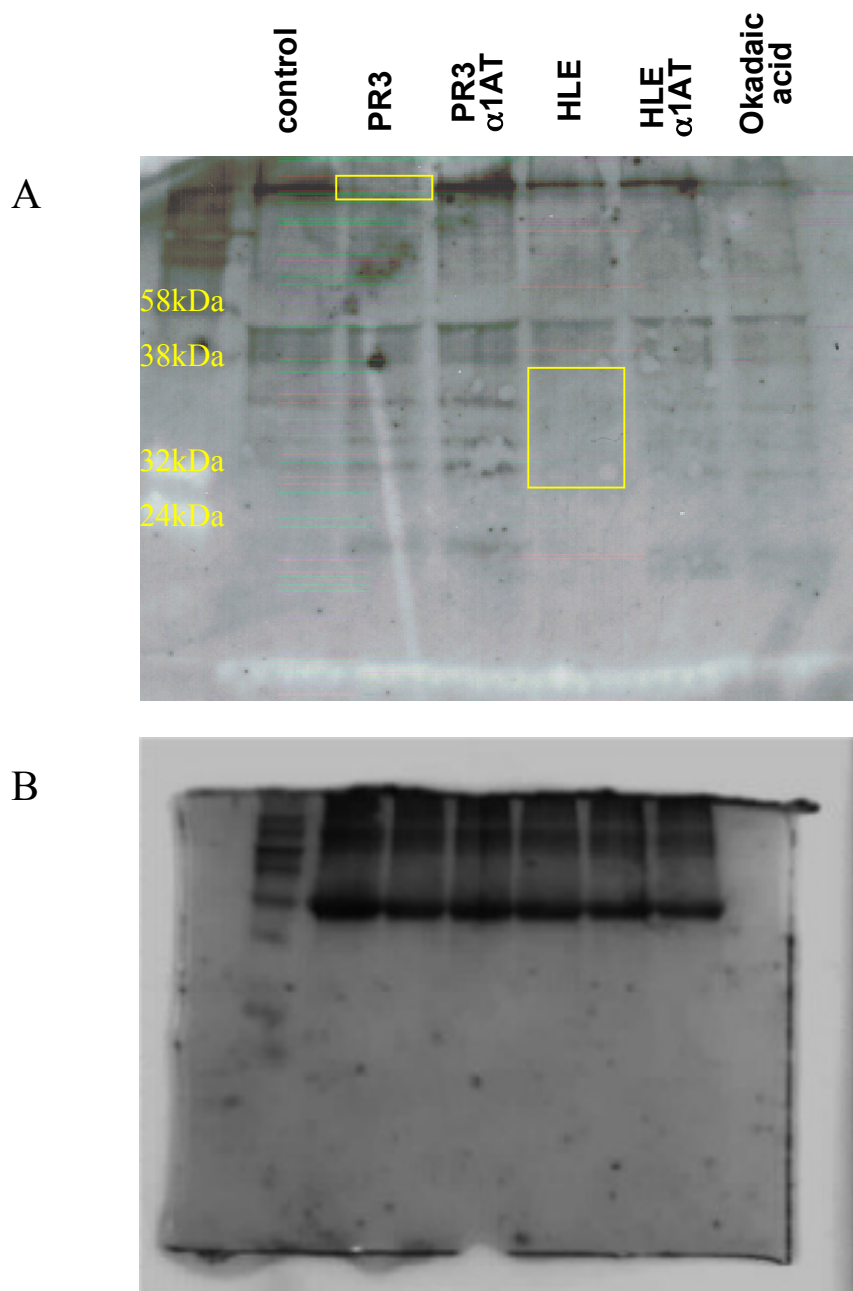 control
PR3
PR3
α1AT
HLE
HLE
α1AT
Okadaic
acid
A
58kDa
38kDa
32kDa
24kDa
B